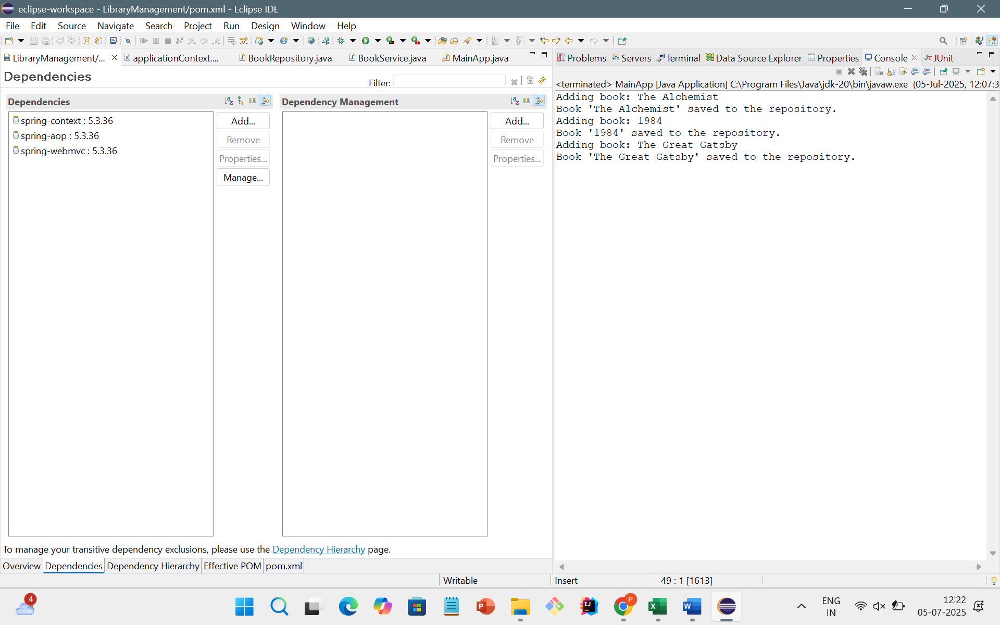 eclipse-workspace - LibraryManagement/pom.xml - Eclipse IDE
File Edit Source Navigate Search Project Run Design Window Help
LibraryManagement/... applicationContext.... BookRepository.java BookService.java MainApp.java
Problems Servers Terminal Data Source Explorer Properties Console JUnit
Dependencies
Filter:
<terminated> MainApp [Java Application] C:\Program Files\Java\jdk-20\bin\javaw.exe (05-Jul-2025, 12:07:3
Dependencies
spring-context : 5.3.36
spring-aop : 5.3.36
spring-webmvc : 5.3.36
Add...
Remove
Properties...
Manage...
Dependency Management
Add...
Remove
Properties...
Adding book: The Alchemist
Book 'The Alchemist' saved to the repository.
Adding book: 1984
Book '1984' saved to the repository.
Adding book: The Great Gatsby
Book 'The Great Gatsby' saved to the repository.
To manage your transitive dependency exclusions, please use the Dependency Hierarchy page.
Overview Dependencies Dependency Hierarchy Effective POM pom.xml
Writable Insert 49 : 1 [1613]
4
P
ENG
IN
12:22
05-07-2025